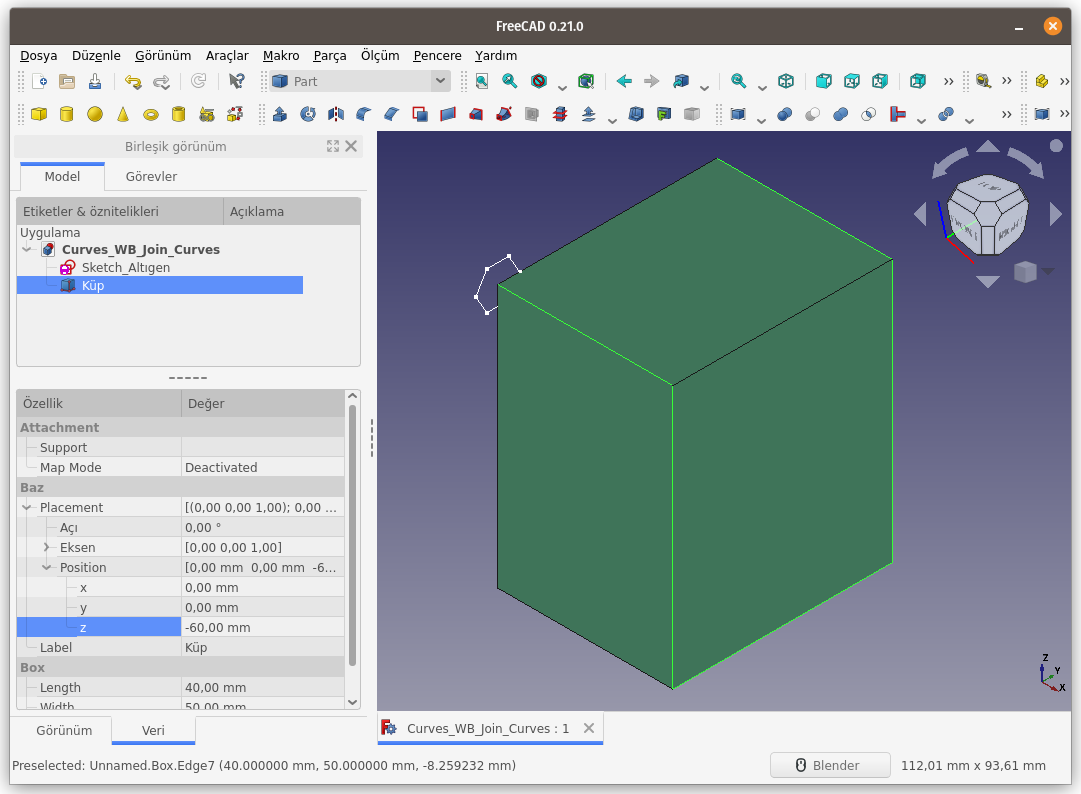 FreeCAD 0.21.0
Dosya Düzenle Görünüm Araçlar Makro Parça Ölçüm Pencere Yardım
Part
Birleşik görünüm
Model Görevler
Etiketler & öznitelikleri Açıklama
Uygulama
Curves_WB_Join_Curves
Sketch_Altıgen
Küp
TOP
Özellik Değer
Attachment
Support
Map Mode Deactivated
Baz
Placement [(0,00 0,00 1,00); 0,00 ...
Açı 0,00 °
Eksen [0,00 0,00 1,00]
Position [0,00 mm 0,00 mm -6...
x 0,00 mm
y 0,00 mm
z -60,00 mm
Label Küp
Box
Length 40,00 mm
Width 50,00 mm
Z
Y
X
Görünüm Veri
Curves_WB_Join_Curves : 1
Preselected: Unnamed.Box.Edge7 (40.000000 mm, 50.000000 mm, -8.259232 mm)
Blender 112,01 mm x 93,61 mm